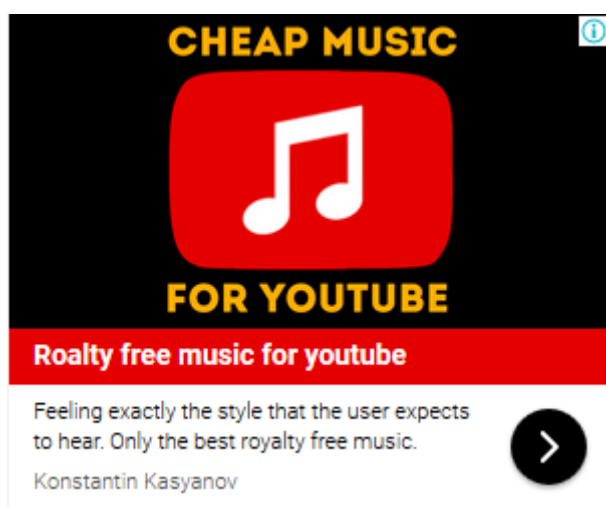 CHEAP MUSIC
FOR YOUTUBE
Roalty free music for youtube
Feeling exactly the style that the user expects
to hear. Only the best royalty free music.
Konstantin Kasyanov